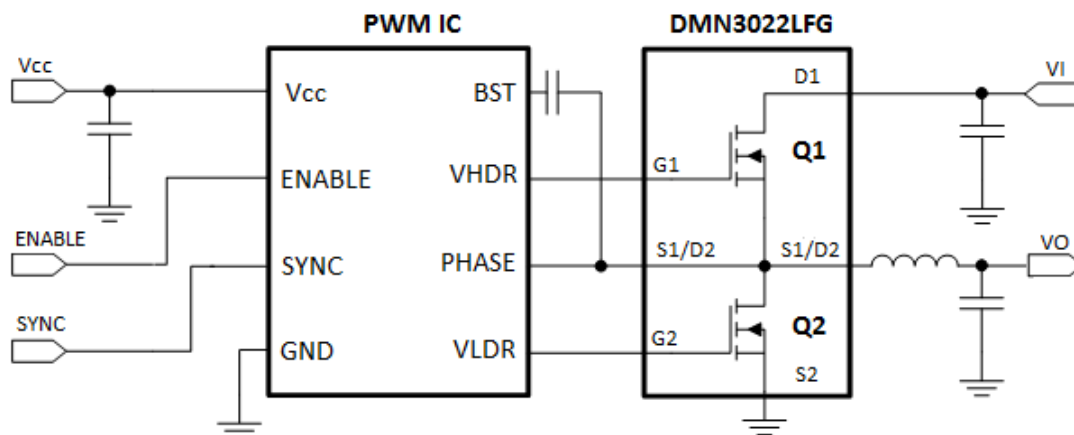 PWM IC
DMN3022LFG
Vcc
Vcc
BST
D1
VI
ENABLE
VHDR
G1
Q1
ENABLE
SYNC
PHASE
S1/D2
S1/D2
VO
SYNC
GND
VLDR
G2
Q2
S2